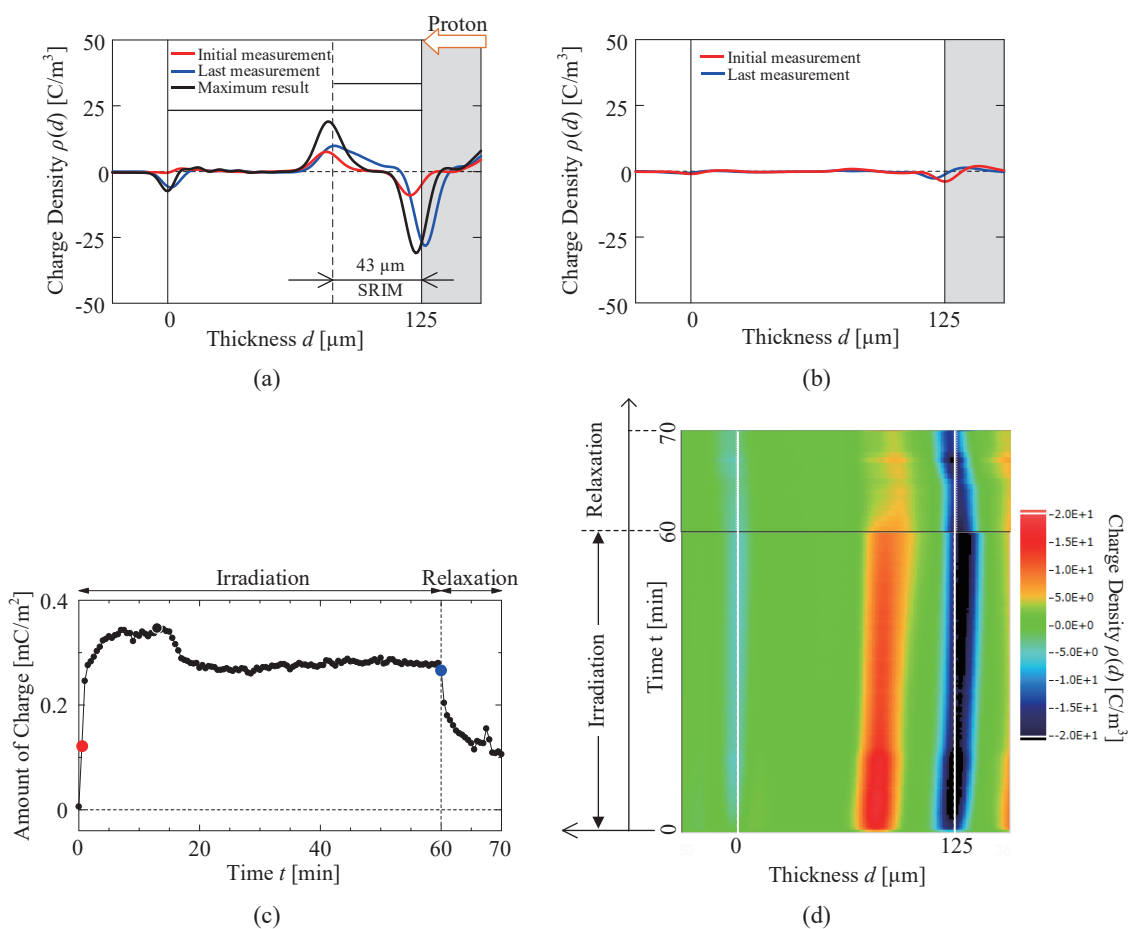 Proton
50
25
0
-25
-50
Charge Density ρ(d) [C/m³]
Initial measurement
Last measurement
Maximum result
43 µm
SRIM
0
125
Thickness d [µm]
(a)
50
25
0
-25
-50
Charge Density ρ(d) [C/m³]
Initial measurement
Last measurement
0
125
Thickness d [µm]
(b)
Irradiation
Relaxation
0.4
0.2
0
Amount of Charge [mC/m²]
0
20
40
60
70
Time t [min]
(c)
70
60
0
Relaxation
Irradiation
Time t [min]
0
125
Thickness d [µm]
-2.0E+1
-1.5E+1
-1.0E+1
-5.0E+0
-0.0E+0
--5.0E+0
--1.0E+1
--1.5E+1
--2.0E+1
Charge Density ρ(d) [C/m³]
(d)